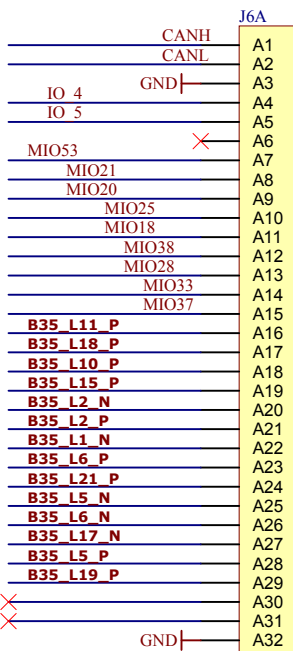 J6A
CANH A1
CANL A2
GND A3
IO_4 A4
IO_5 A5
A6
MIO53 A7
MIO21 A8
MIO20 A9
MIO25 A10
MIO18 A11
MIO38 A12
MIO28 A13
MIO33 A14
MIO37 A15
B35_L11_P A16
B35_L18_P A17
B35_L10_P A18
B35_L15_P A19
B35_L2_N A20
B35_L2_P A21
B35_L1_N A22
B35_L6_P A23
B35_L21_P A24
B35_L5_N A25
B35_L6_N A26
B35_L17_N A27
B35_L5_P A28
B35_L19_P A29
A30
A31
GND A32